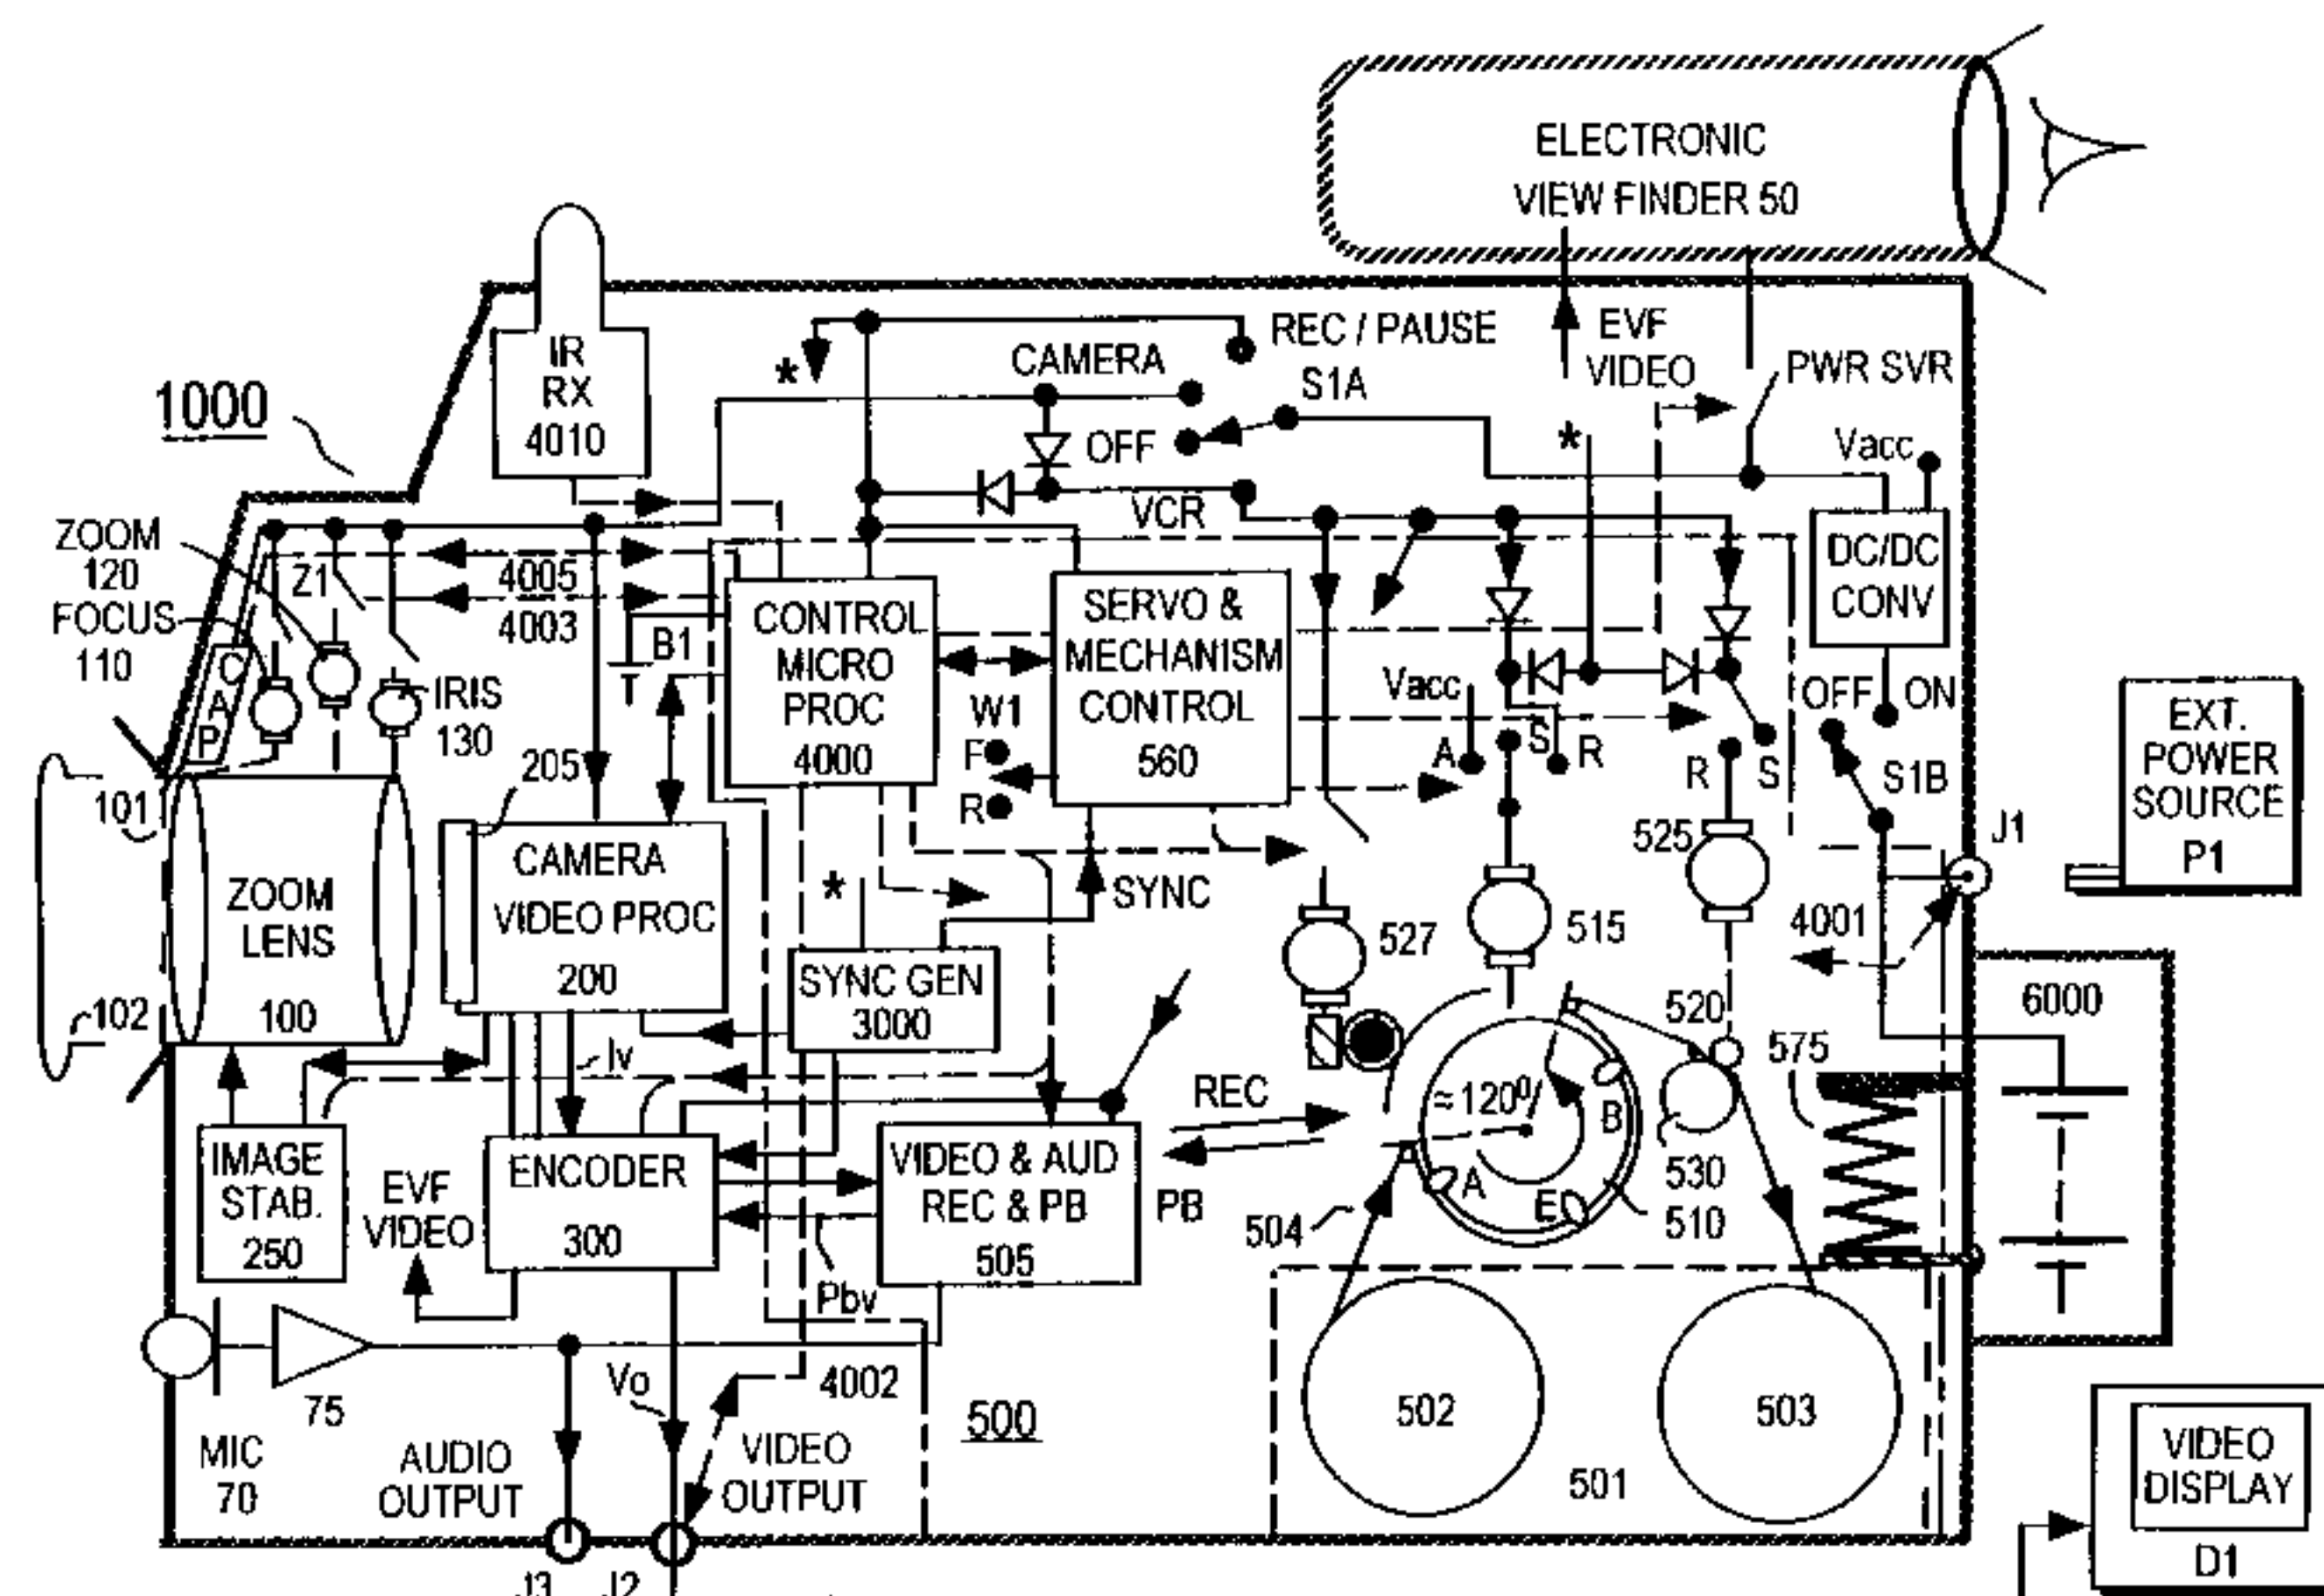 ELECTRONIC
VIEW FINDER 50
IR
RX
4010
REC / PAUSE
EVF
VIDEO
CAMERA
*
S1A
PWR SVR
1000
OFF
*
Vacc
VCR
ZOOM
120
Z1
4005
DC/DC
CONV
FOCUS
110
4003
B1
CONTROL
MICRO
PROC
4000
SERVO &
MECHANISM
CONTROL
560
C
A
P
IRIS
130
W1
F
R
Vacc
A
S
R
R
S
OFF
ON
S1B
EXT.
POWER
SOURCE
P1
J1
101
205
CAMERA
VIDEO PROC
200
ZOOM
LENS
100
102
*
SYNC
525
527
515
4001
SYNC GEN
3000
520
575
6000
Iv
REC
≈120⁰
B
530
IMAGE
STAB.
250
EVF
VIDEO
ENCODER
300
VIDEO & AUD
REC & PB
505
PB
504
A
E
510
Pbv
75
Vo
4002
500
502
503
501
MIC
70
AUDIO
OUTPUT
VIDEO
OUTPUT
VIDEO
DISPLAY
D1
J3
J2